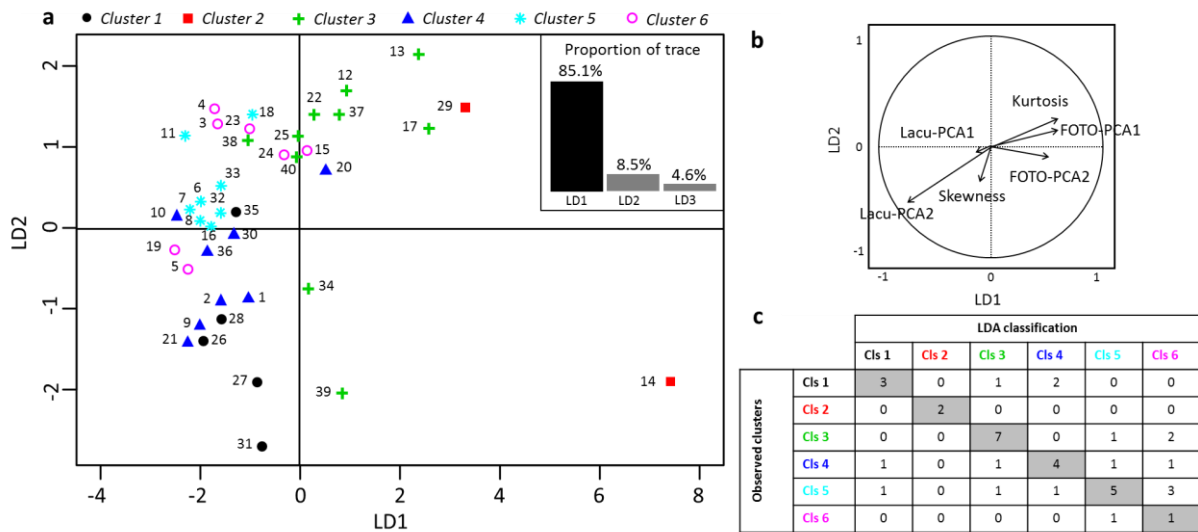 a
Cluster 1 Cluster 2 Cluster 3 Cluster 4 Cluster 5 Cluster 6
LD2
2
1
0
-1
-2
-4 -2 0 2 4 6 8
LD1
13
12
4
3
23
18
22
37
29
17
11
38
25
24
15
40
20
33
6
32
7
10
8
35
16
30
19
36
5
34
2
1
9
28
21
26
27
39
14
31
Proportion of trace
85.1%
8.5%
4.6%
LD1 LD2 LD3
b
1
LD2
0
-1
-1 0 1
LD1
Kurtosis
Lacu-PCA1
FOTO-PCA1
FOTO-PCA2
Skewness
Lacu-PCA2
c
LDA classification
Cls 1 Cls 2 Cls 3 Cls 4 Cls 5 Cls 6
Observed clusters
Cls 1 3 0 1 2 0 0
Cls 2 0 2 0 0 0 0
Cls 3 0 0 7 0 1 2
Cls 4 1 0 1 4 1 1
Cls 5 1 0 1 1 5 3
Cls 6 0 0 0 0 1 1